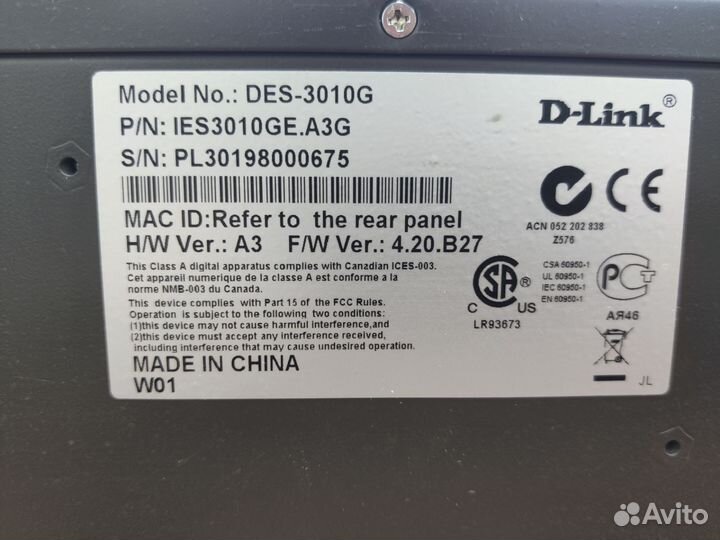 Model No.: DES-3010G
P/N: IES3010GE.A3G
S/N: PL30198000675
D-Link®
MAC ID:Refer to the rear panel
H/W Ver.: A3 F/W Ver.: 4.20.B27
ACN 052 202 838
Z576
This Class A digital apparatus complies with Canadian ICES-003.
Cet appareil numerique de la classe A est conforme a la
norme NMB-003 du Canada.
This device complies with Part 15 of the FCC Rules.
Operation is subject to the following two conditions:
(1)this device may not cause harmful interference,and
(2)this device must accept any interference received,
including interference that may cause undesired operation.
SA®
C US
LR93673
CSA 60950-1
UL 60950-1
IEC 60950-1
EN 60950-1
АЯ46
JL
MADE IN CHINA
W01
Avito